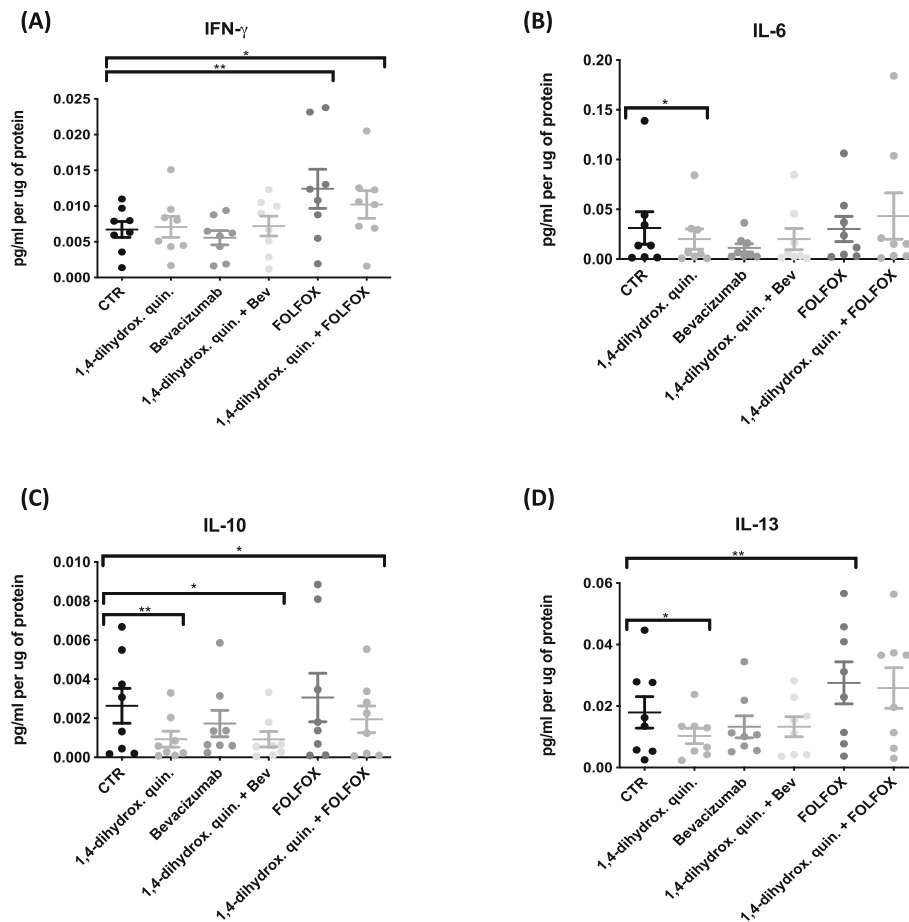 (A)
IFN-γ
*
**
pg/ml per ug of protein
0.025
0.020
0.015
0.010
0.005
0.000
CTR
1,4-dihydrox. quin.
Bevacizumab
1,4-dihydrox. quin. + Bev
FOLFOX
1,4-dihydrox. quin. + FOLFOX
(B)
IL-6
*
pg/ml per ug of protein
0.20
0.15
0.10
0.05
0.00
CTR
1,4-dihydrox. quin.
Bevacizumab
1,4-dihydrox. quin. + Bev
FOLFOX
1,4-dihydrox. quin. + FOLFOX
(C)
IL-10
*
*
**
pg/ml per ug of protein
0.010
0.008
0.006
0.004
0.002
0.000
CTR
1,4-dihydrox. quin.
Bevacizumab
1,4-dihydrox. quin. + Bev
FOLFOX
1,4-dihydrox. quin. + FOLFOX
(D)
IL-13
**
*
pg/ml per ug of protein
0.06
0.04
0.02
0.00
CTR
1,4-dihydrox. quin.
Bevacizumab
1,4-dihydrox. quin. + Bev
FOLFOX
1,4-dihydrox. quin. + FOLFOX